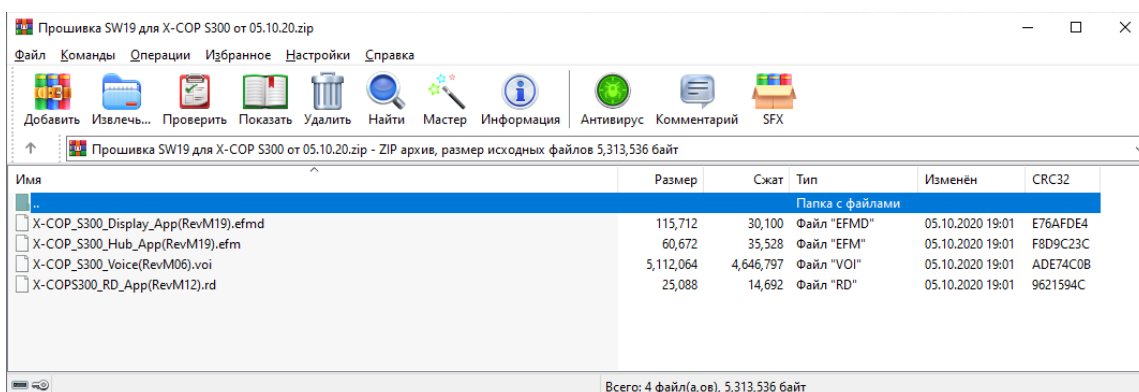 Прошивка SW19 для X-COP S300 от 05.10.20.zip
Файл Команды Операции Избранное Настройки Справка
Добавить Извлечь... Проверить Показать Удалить Найти Мастер Информация Антивирус Комментарий SFX
Прошивка SW19 для X-COP S300 от 05.10.20.zip - ZIP архив, размер исходных файлов 5,313,536 байт
Имя Размер Сжат Тип Изменён CRC32
.. Папка с файлами
X-COP_S300_Display_App(RevM19).efmd 115,712 30,100 Файл "EFMD" 05.10.2020 19:01 E76AFDE4
X-COP_S300_Hub_App(RevM19).efm 60,672 35,528 Файл "EFM" 05.10.2020 19:01 F8D9C23C
X-COP_S300_Voice(RevM06).voi 5,112,064 4,646,797 Файл "VOI" 05.10.2020 19:01 ADE74C0B
X-COPS300_RD_App(RevM12).rd 25,088 14,692 Файл "RD" 05.10.2020 19:01 9621594C
Всего: 4 файл(а,ов), 5,313,536 байт